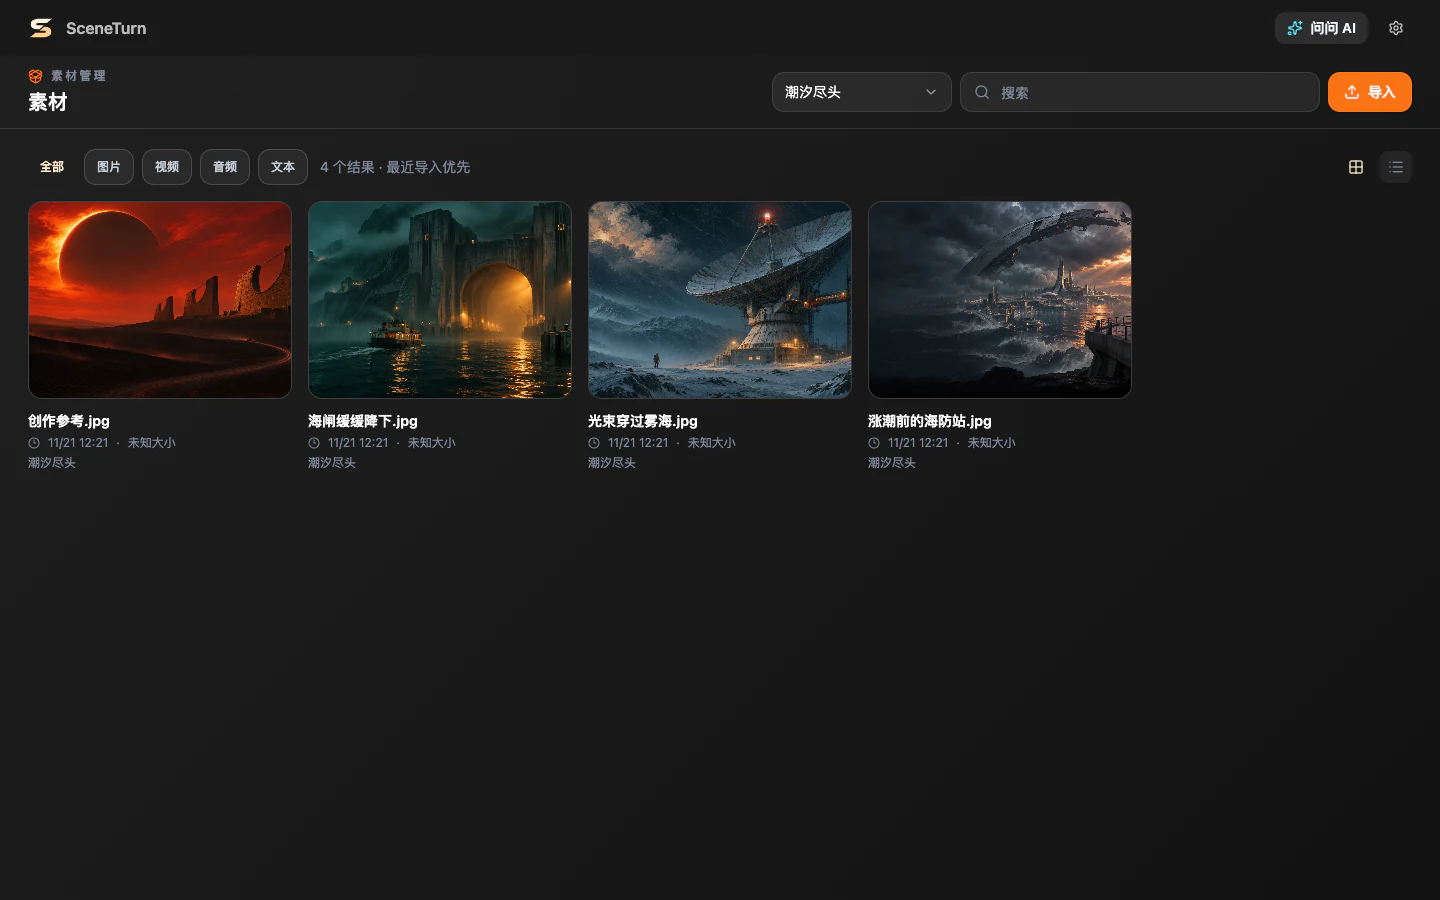 SceneTurn
问问 AI
素材管理
素材
潮汐尽头
搜索
导入
全部
图片
视频
音频
文本
4 个结果 · 最近导入优先
创作参考.jpg
11/21 12:21 · 未知大小
潮汐尽头
海闸缓缓降下.jpg
11/21 12:21 · 未知大小
潮汐尽头
光束穿过雾海.jpg
11/21 12:21 · 未知大小
潮汐尽头
涨潮前的海防站.jpg
11/21 12:21 · 未知大小
潮汐尽头